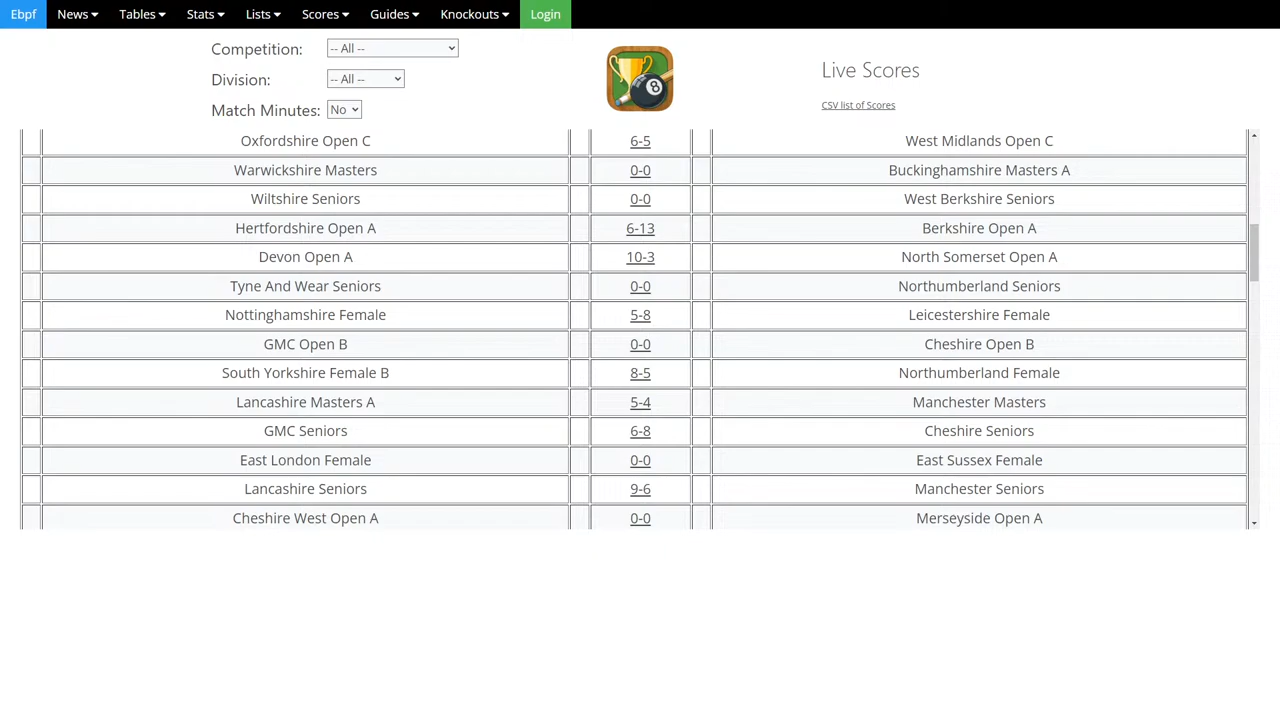 Ebpf News Tables Stats Lists Scores Guides Knockouts Login
Competition: -- All --
Division: -- All --
Match Minutes: No
8
Live Scores
CSV list of Scores
Oxfordshire Open C 6-5 West Midlands Open C
Warwickshire Masters 0-0 Buckinghamshire Masters A
Wiltshire Seniors 0-0 West Berkshire Seniors
Hertfordshire Open A 6-13 Berkshire Open A
Devon Open A 10-3 North Somerset Open A
Tyne And Wear Seniors 0-0 Northumberland Seniors
Nottinghamshire Female 5-8 Leicestershire Female
GMC Open B 0-0 Cheshire Open B
South Yorkshire Female B 8-5 Northumberland Female
Lancashire Masters A 5-4 Manchester Masters
GMC Seniors 6-8 Cheshire Seniors
East London Female 0-0 East Sussex Female
Lancashire Seniors 9-6 Manchester Seniors
Cheshire West Open A 0-0 Merseyside Open A